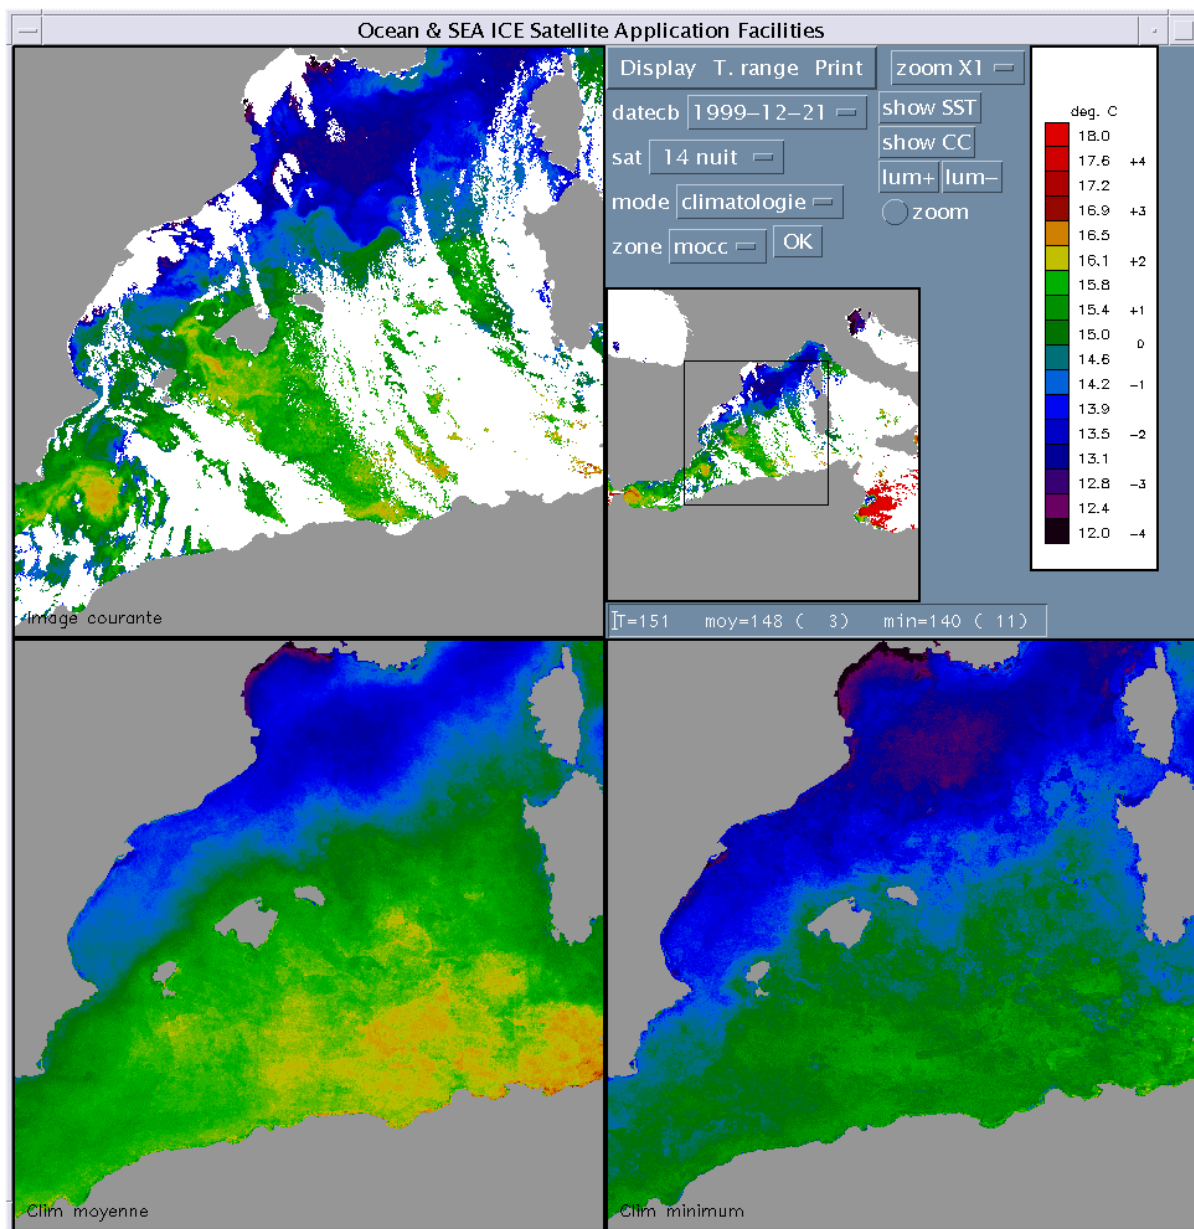 Ocean & SEA ICE Satellite Application Facilities
Display T. range Print
zoom X1
datecb 1999-12-21
show SST
show CC
sat 14 nuit
lum+ lum-
mode climatologie
zoom
zone mocc OK
deg. C
18.0
17.6 +4
17.2
16.9 +3
16.5
16.1 +2
15.8
15.4 +1
15.0 0
14.6
14.2 -1
13.9
13.5 -2
13.1
12.8 -3
12.4
12.0 -4
Image courante
T=151 moy=148 ( 3) min=140 ( 11)
Clim moyenne
Clim minimum